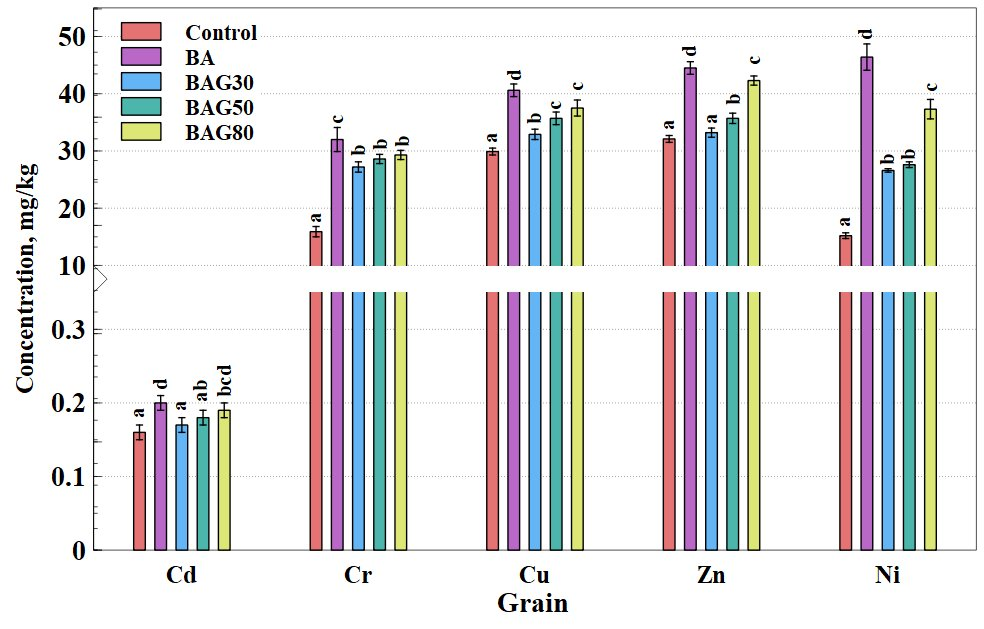 Control
BA
BAG30
BAG50
BAG80
Concentration, mg/kg
50
40
30
20
10
0.3
0.2
0.1
0
a
d
a
ab
bcd
a
c
b
b
b
a
d
b
c
c
a
d
a
b
c
a
d
b
b
c
Cd
Cr
Cu
Zn
Ni
Grain